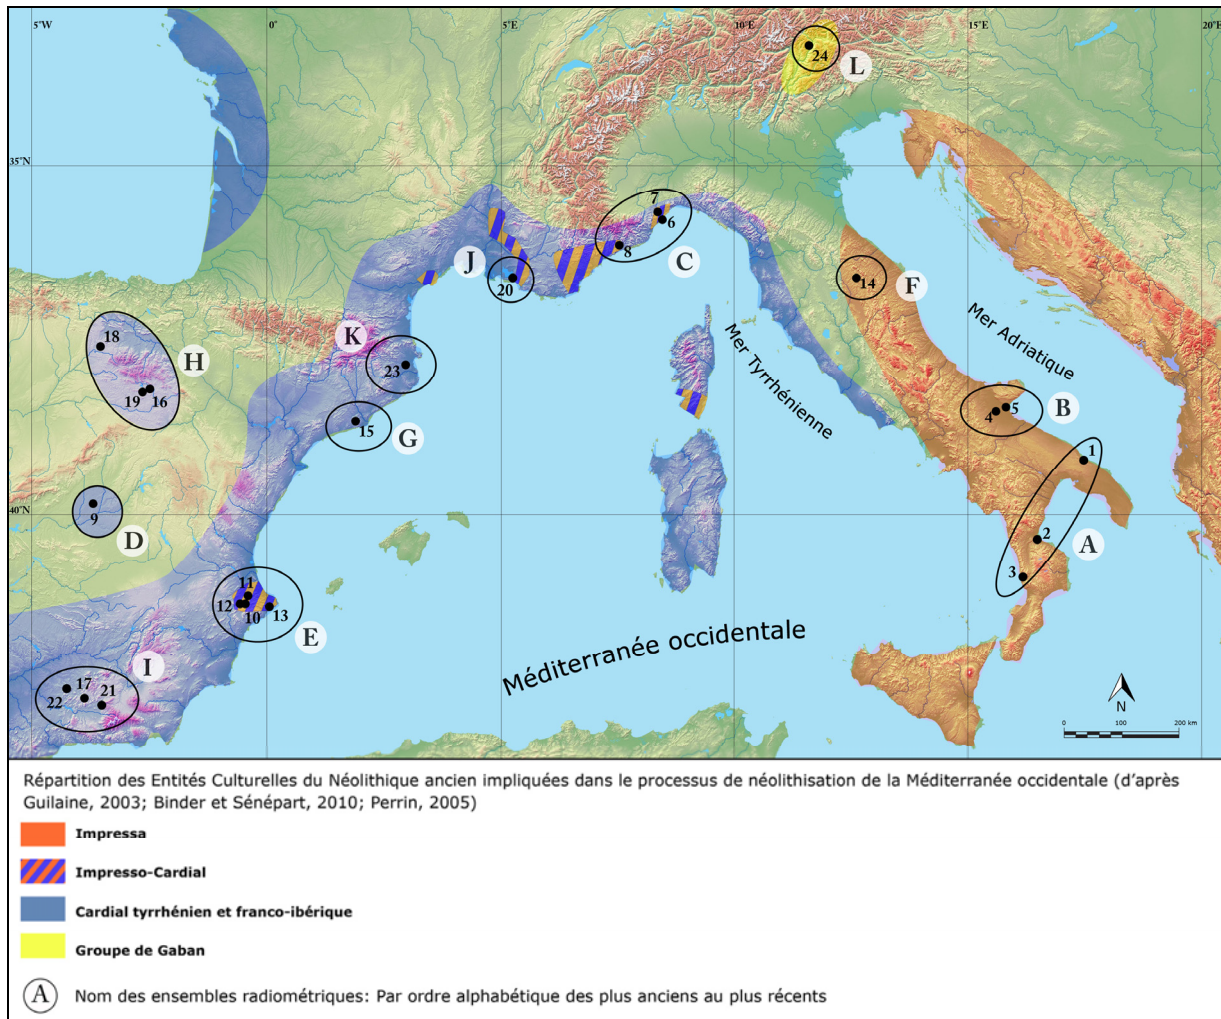 5°W 0° 5°E 10°E 15°E 20°E
24
L
35°N
7
6
8
C
J
20
14
F
Mer Adriatique
Mer Tyrrhénienne
18
H
19 16
K
23
15
G
4 5
B
1
9
D
40°N
2
A
3
11
12 10 13
E
Méditerranée occidentale
I
17
22 21
N
0 100 200 km
Répartition des Entités Culturelles du Néolithique ancien impliquées dans le processus de néolithisation de la Méditerranée occidentale (d'après
Guilaine, 2003; Binder et Sénépart, 2010; Perrin, 2005)
Impressa
Impresso-Cardial
Cardial tyrrhénien et franco-ibérique
Groupe de Gaban
A Nom des ensembles radiométriques: Par ordre alphabétique des plus anciens au plus récents